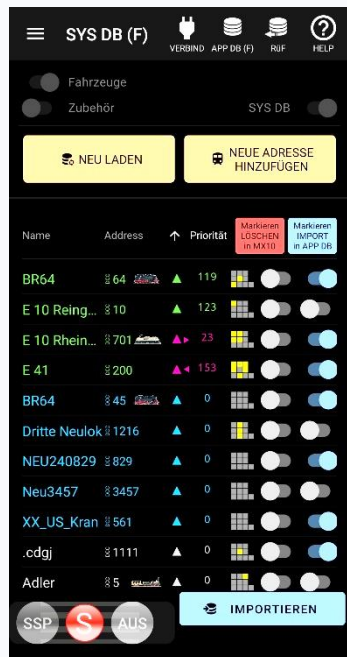 SYS DB (F)
VERBIND
APP DB (F)
RüF
HELP
Fahrzeuge
Zubehör
SYS DB
NEU LADEN
NEUE ADRESSE
HINZUFÜGEN
Name
Address
Priorität
Markieren
LÖSCHEN
in MX10
Markieren
IMPORT
in APP DB
BR64 64 119
E 10 Reing... 10 123
E 10 Rhein... 701 23
E 41 200 153
BR64 45 0
Dritte Neulok 1216 0
NEU240829 829 0
Neu3457 3457 0
XX_US_Kran 561 0
.cdgj 1111 0
Adler 5 0
SSP S AUS
IMPORTIEREN